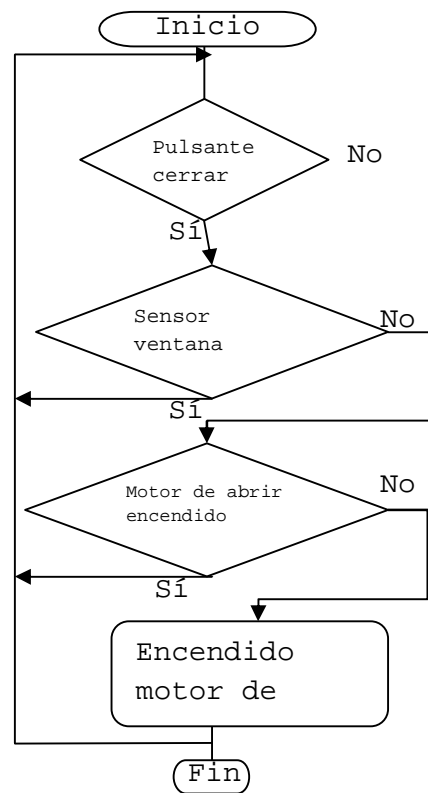 Inicio
Pulsante
cerrar
No
Sí
Sensor
ventana
No
Sí
Motor de abrir
encendido
No
Sí
Encendido
motor de
Fin